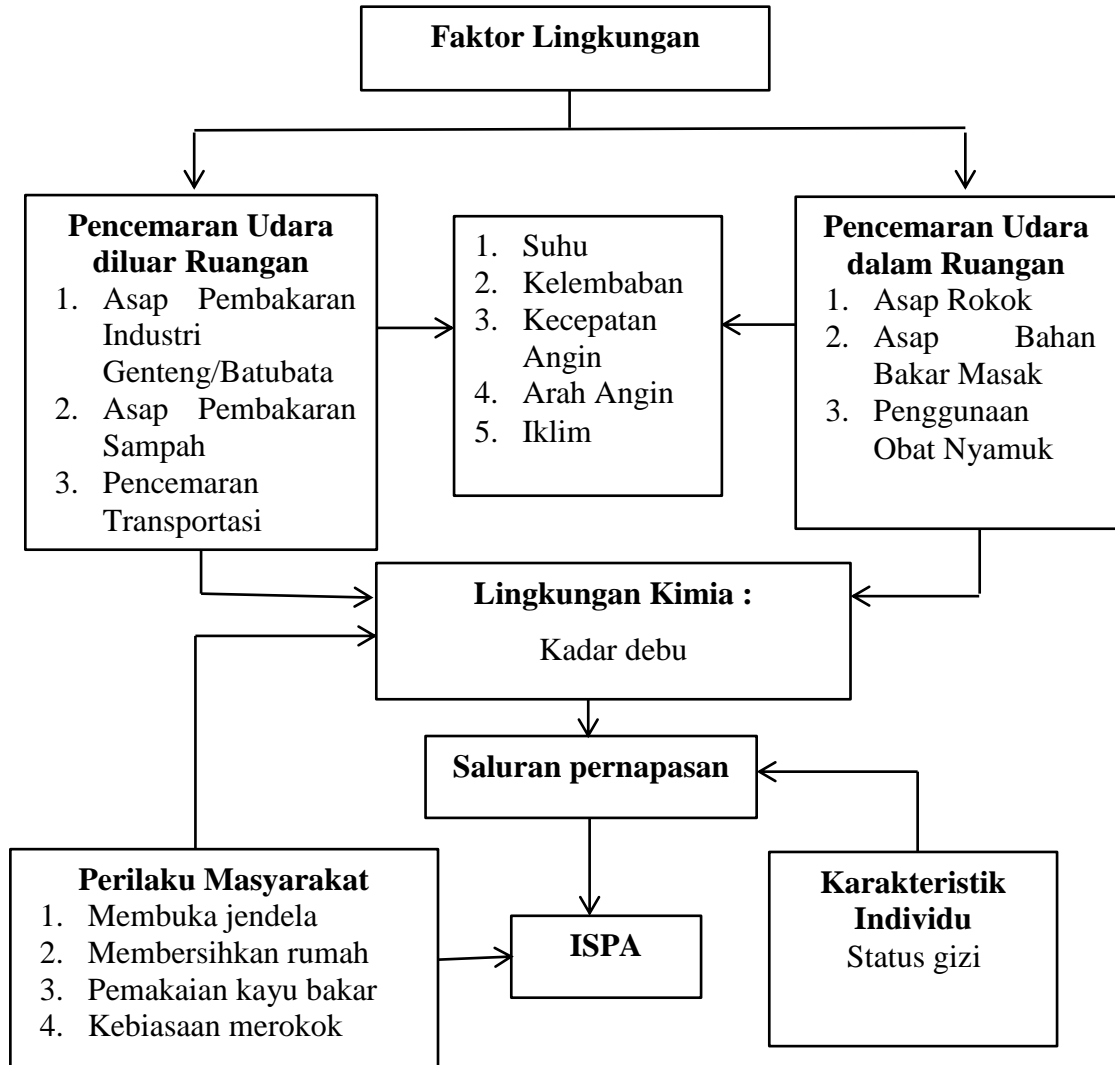 Faktor Lingkungan
Pencemaran Udara
diluar Ruangan
1. Asap Pembakaran
Industri
Genteng/Batubata
2. Asap Pembakaran
Sampah
3. Pencemaran
Transportasi
1. Suhu
2. Kelembaban
3. Kecepatan
Angin
4. Arah Angin
5. Iklim
Pencemaran Udara
dalam Ruangan
1. Asap Rokok
2. Asap Bahan
Bakar Masak
3. Penggunaan
Obat Nyamuk
Lingkungan Kimia :
Kadar debu
Saluran pernapasan
Perilaku Masyarakat
1. Membuka jendela
2. Membersihkan rumah
3. Pemakaian kayu bakar
4. Kebiasaan merokok
ISPA
Karakteristik
Individu
Status gizi